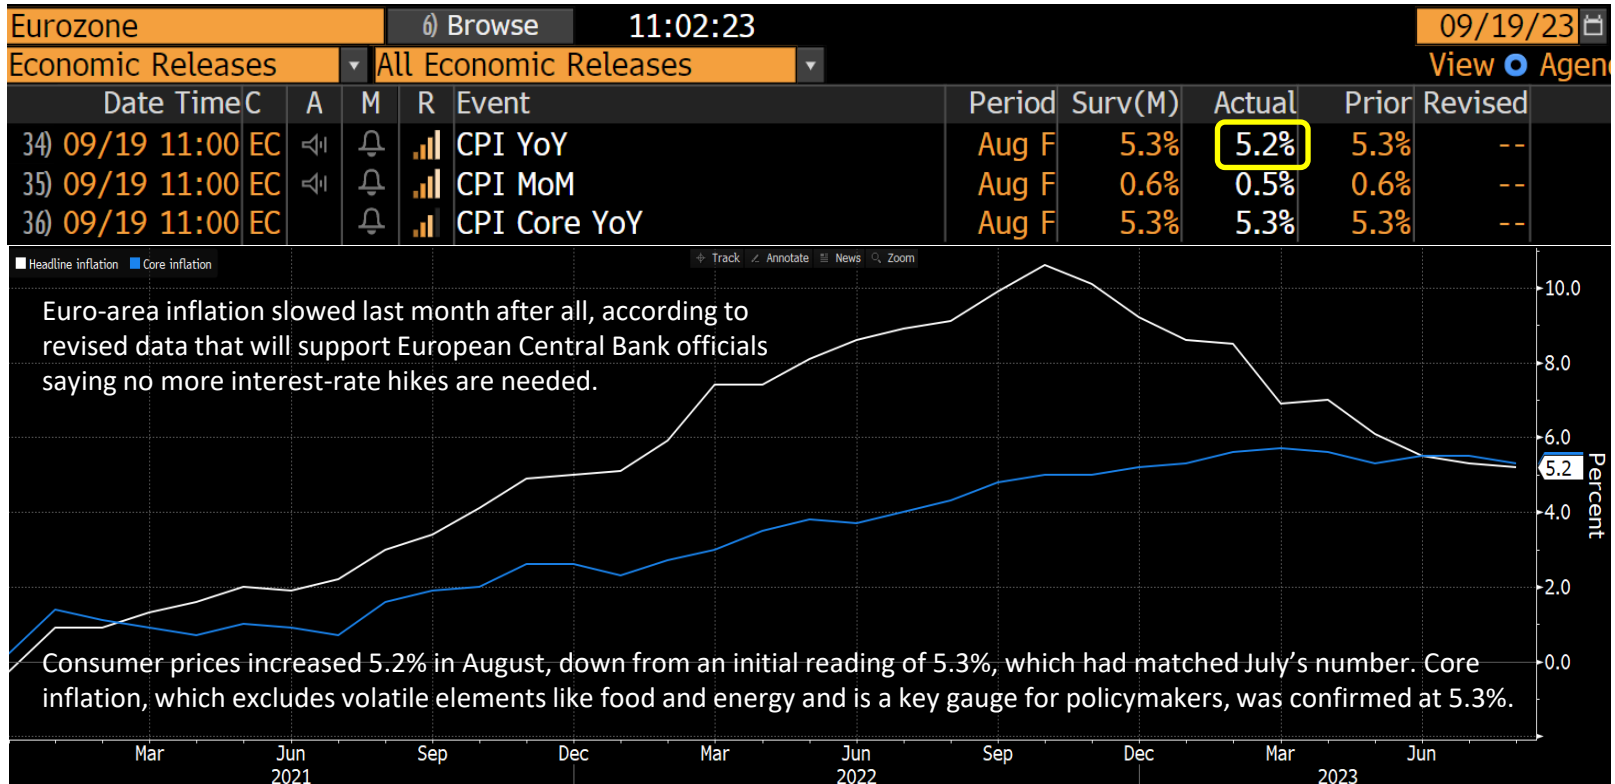 Eurozone 6) Browse 11:02:23 09/19/23
Economic Releases All Economic Releases View Agen
Date Time C A M R Event Period Surv(M) Actual Prior Revised
34) 09/19 11:00 EC CPI YoY Aug F 5.3% 5.2% 5.3% --
35) 09/19 11:00 EC CPI MoM Aug F 0.6% 0.5% 0.6% --
36) 09/19 11:00 EC CPI Core YoY Aug F 5.3% 5.3% 5.3% --
Headline inflation Core inflation Track Annotate News Zoom
Euro-area inflation slowed last month after all, according to
revised data that will support European Central Bank officials
saying no more interest-rate hikes are needed.
10.0
8.0
6.0
5.2
4.0
2.0
0.0
Percent
Consumer prices increased 5.2% in August, down from an initial reading of 5.3%, which had matched July’s number. Core
inflation, which excludes volatile elements like food and energy and is a key gauge for policymakers, was confirmed at 5.3%.
Mar Jun Sep Dec Mar Jun Sep Dec Mar Jun
2021 2022 2023